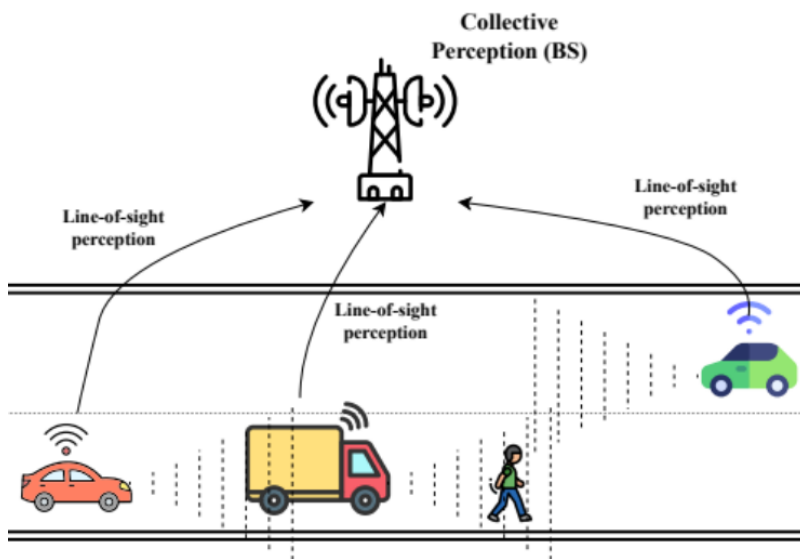 Collective
Perception (BS)
Line-of-sight
perception
Line-of-sight
perception
Line-of-sight
perception